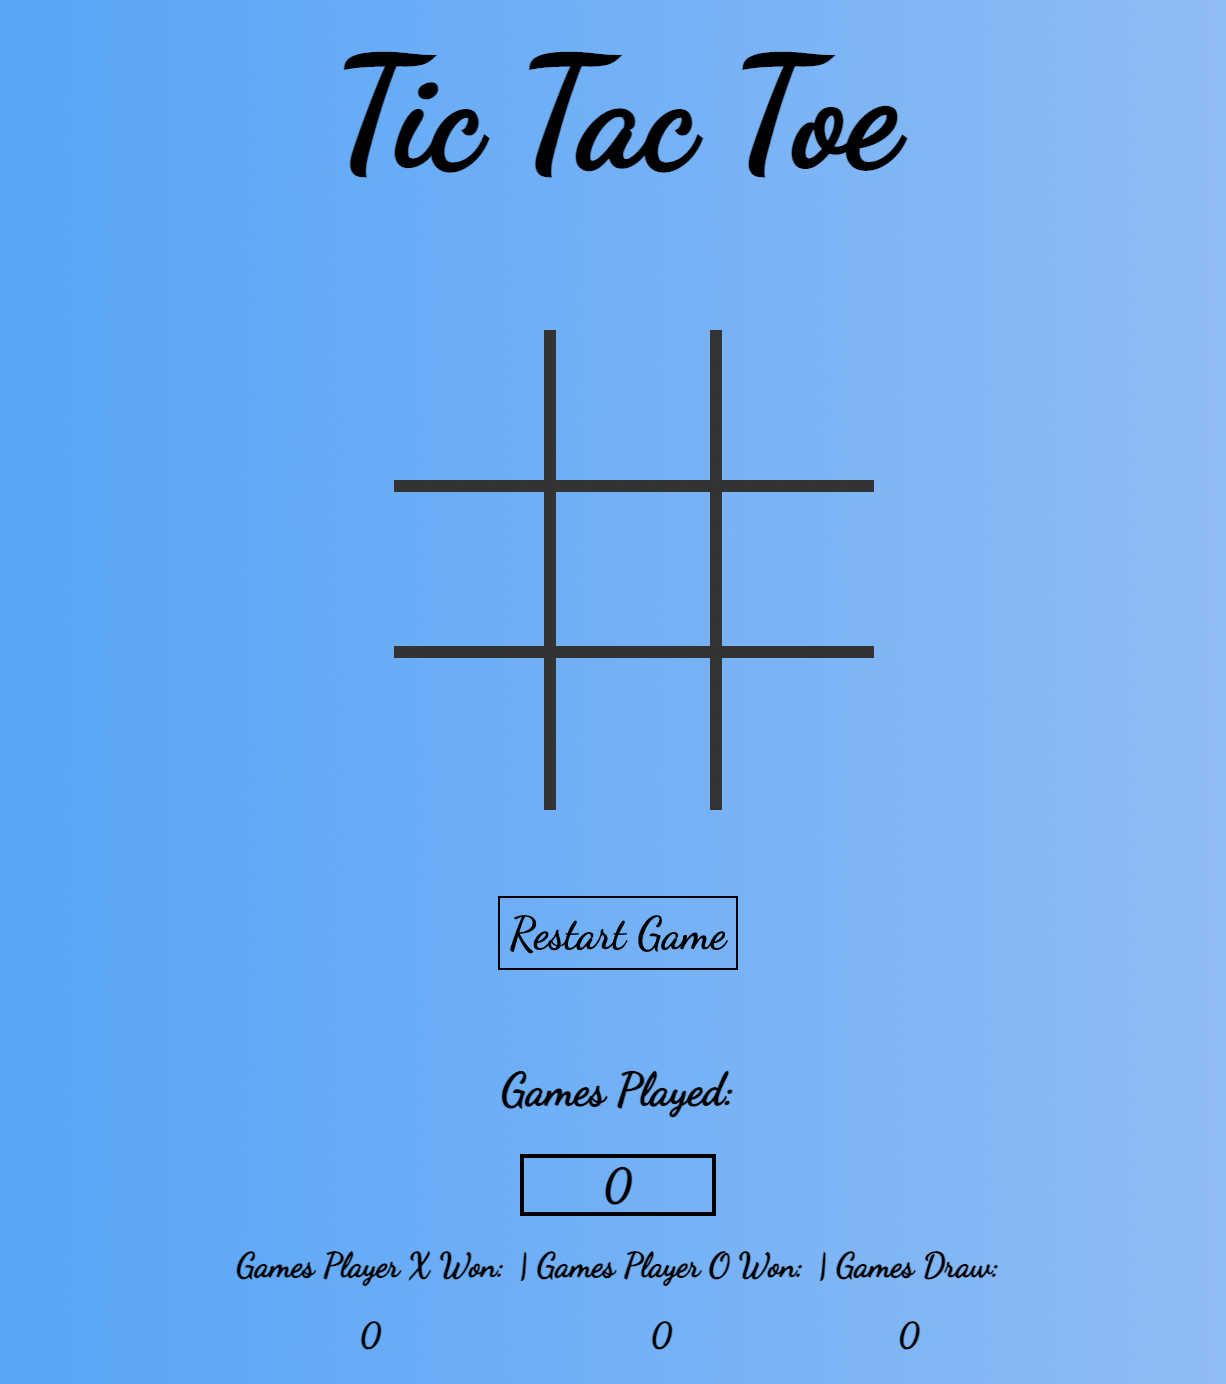 Tic Tac Toe
Restart Game
Games Played:
0
Games Player X Won: | Games Player O Won: | Games Draw:
0 0 0